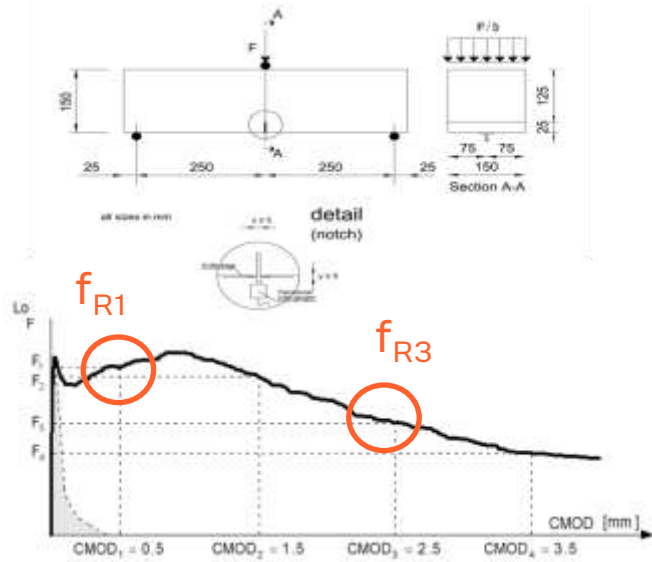 A
F
F/b
150
125
25
A
25
250
250
25
75
75
150
Section A-A
all sizes in mm
detail
(notch)
fR1
fR3
Lo
F
F₁
F₂
F₃
F₄
CMOD [mm]
CMOD₁ = 0.5
CMOD₂ = 1.5
CMOD₃ = 2.5
CMOD₄ = 3.5